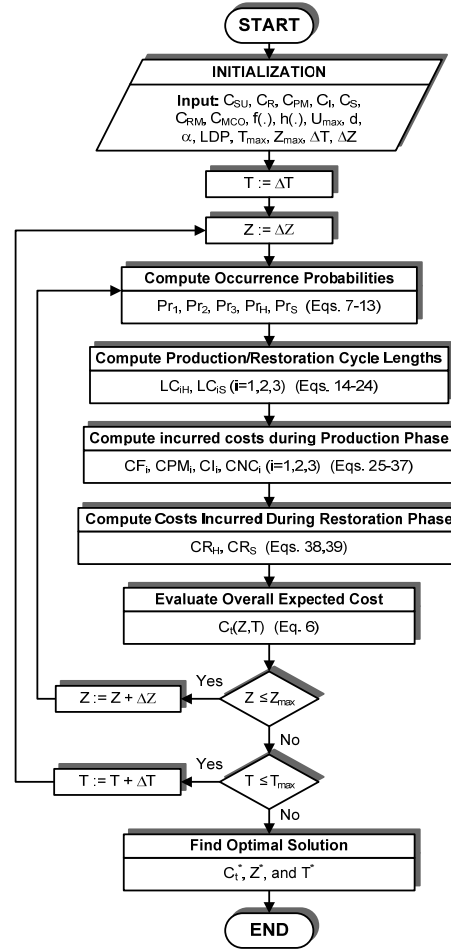 START
INITIALIZATION
Input: C_SU, C_R, C_PM, C_I, C_S,
C_RM, C_MCO, f(.), h(.), U_max, d,
α, LDP, T_max, Z_max, ΔT, ΔZ
T := ΔT
Z := ΔZ
Compute Occurrence Probabilities
Pr_1, Pr_2, Pr_3, Pr_H, Pr_S (Eqs. 7-13)
Compute Production/Restoration Cycle Lengths
LC_iH, LC_iS (i=1,2,3) (Eqs. 14-24)
Compute incurred costs during Production Phase
CF_i, CPM_i, CI_i, CNC_i (i=1,2,3) (Eqs. 25-37)
Compute Costs Incurred During Restoration Phase
CR_H, CR_S (Eqs. 38,39)
Evaluate Overall Expected Cost
C_t(Z,T) (Eq. 6)
Z := Z + ΔZ
Yes
Z ≤ Z_max
No
T := T + ΔT
Yes
T ≤ T_max
No
Find Optimal Solution
C_t^*, Z^*, and T^*
END